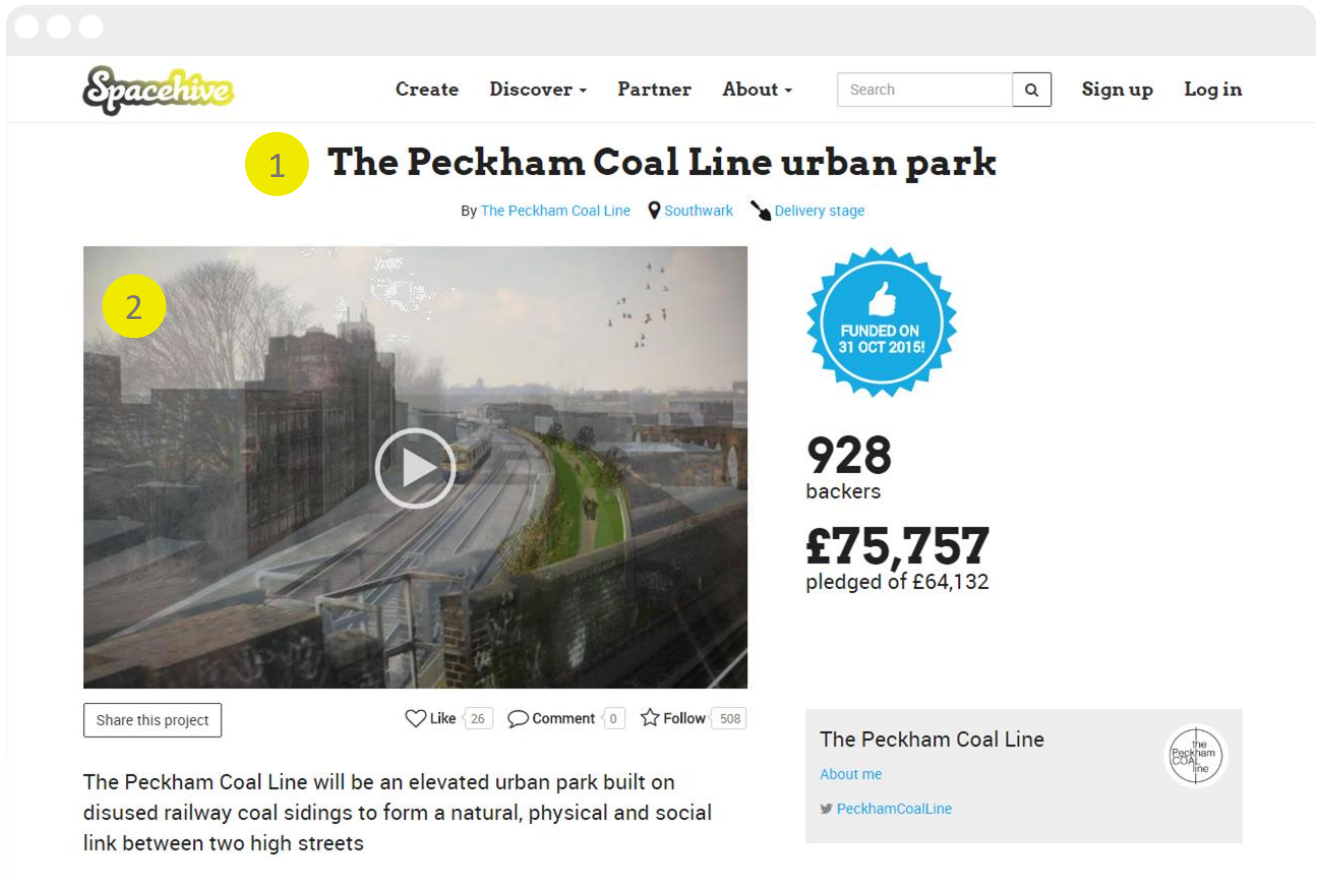 Spacehive
Create Discover Partner About Search Sign up Log in
1 The Peckham Coal Line urban park
By The Peckham Coal Line Southwark Delivery stage
2
FUNDED ON
31 OCT 2015!
928
backers
£75,757
pledged of £64,132
Share this project Like 26 Comment 0 Follow 508
The Peckham Coal Line will be an elevated urban park built on
disused railway coal sidings to form a natural, physical and social
link between two high streets
The Peckham Coal Line
About me
PeckhamCoalLine
the
Peckham
COAL
line